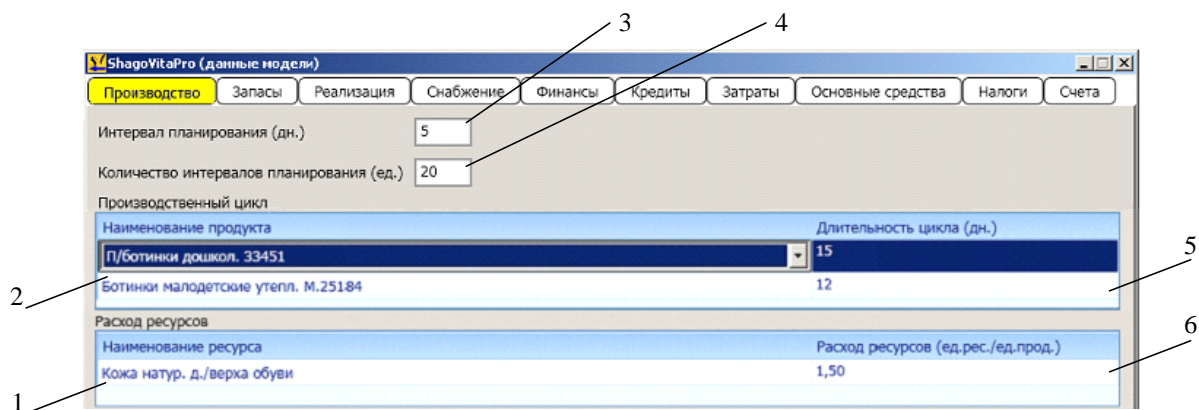 3 4
ShagoVitaPro (данные модели)
Производство Запасы Реализация Снабжение Финансы Кредиты Затраты Основные средства Налоги Счета
Интервал планирования (дн.) 5
Количество интервалов планирования (ед.) 20
Производственный цикл
Наименование продукта Длительность цикла (дн.)
П/ботинки дошкол. 33451 15
5
2
Ботинки малодетские утепл. М.25184 12
Расход ресурсов
6
Наименование ресурса Расход ресурсов (ед.рес./ед.прод.)
Кожа натур. д./верха обуви 1,50
1